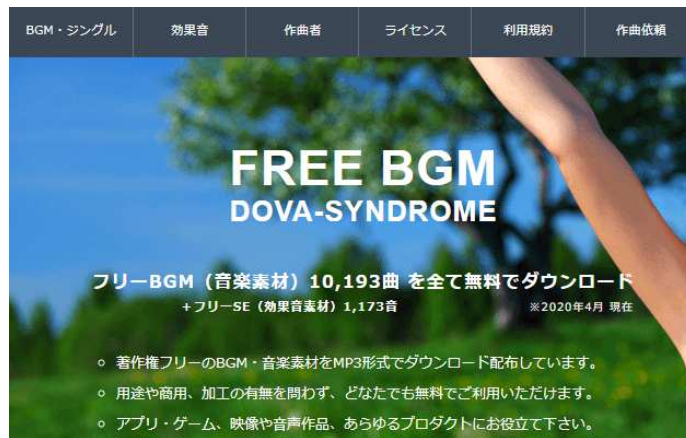 BGM・ジングル 効果音 作曲者 ライセンス 利用規約 作曲依頼
FREE BGM
DOVA-SYNDROME
フリーBGM（音楽素材）10,193曲 を全て無料でダウンロード
+フリーSE（効果音素材）1,173音 ※2020年4月 現在
○ 著作権フリーのBGM・音楽素材をMP3形式でダウンロード配布しています。
○ 用途や商用、加工の有無を問わず、どなたでも無料でご利用いただけます。
○ アプリ・ゲーム、映像や音声作品、あらゆるプロダクトにお役立て下さい。